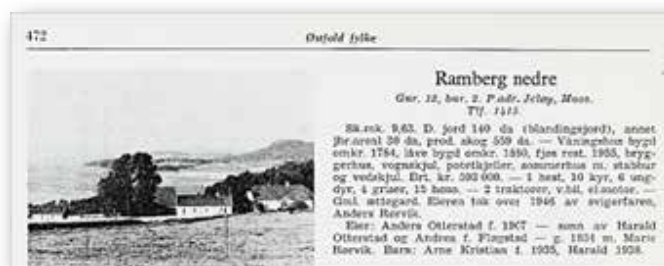 472
Østfold fylke
Ramberg nedre
Gnr. 12, bnr. 2. P.adr. Jeløy, Moss.
Tlf. 1415.
Sk.mk. 9,63. D. jord 140 da (blandingsjord), annet
jbr.areal 30 da, prod. skog 559 da. — Våningshus bygd
omkr. 1784, låve bygd omkr. 1880, fjøs rest. 1955, bryg-
gerhus, vognskjul, potetkjeller, sommerhus m. stabbur
og vedskjul. Brt. kr. 593 000. — 1 hest, 10 kyr, 6 ung-
dyr, 4 griser, 15 høns. — 2 traktorer, v.bil, el.motor. —
Gml. ættegard. Eieren tok over 1946 av svigerfaren,
Anders Rørvik.
Eier: Anders Otterstad f. 1907 — sønn av Harald
Otterstad og Andrea f. Fløgstad — g. 1934 m. Marie
Rørvik. Barn: Arne Kristian f. 1935, Harald 1938.